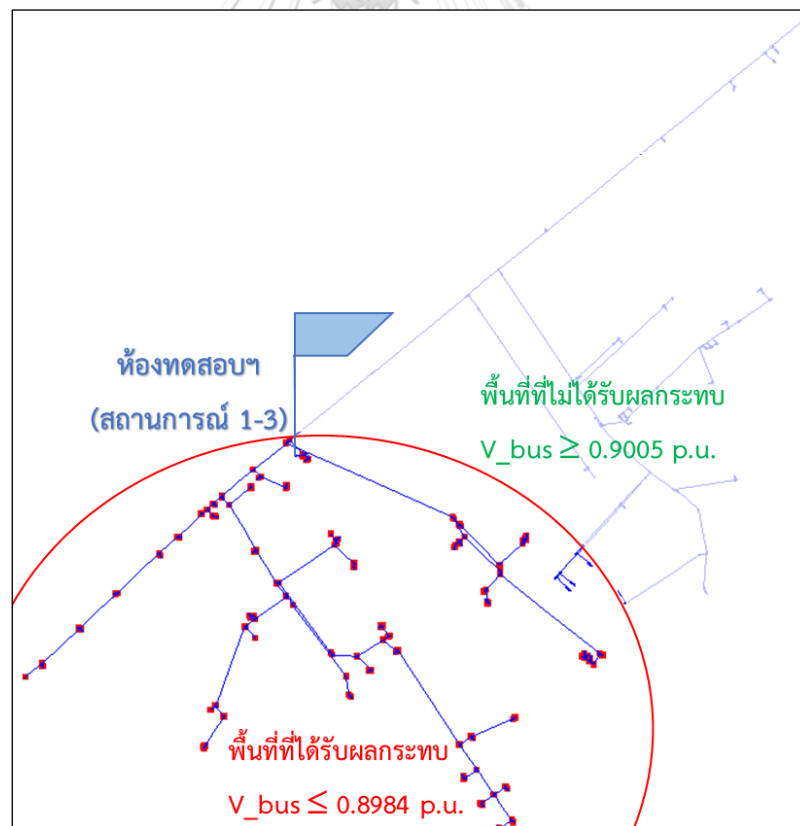 ห้องทดสอบฯ
(สถานการณ์ 1-3)
พื้นที่ที่ไม่ได้รับผลกระทบ
V_bus ≥ 0.9005 p.u.
พื้นที่ที่ได้รับผลกระทบ
V_bus ≤ 0.8984 p.u.